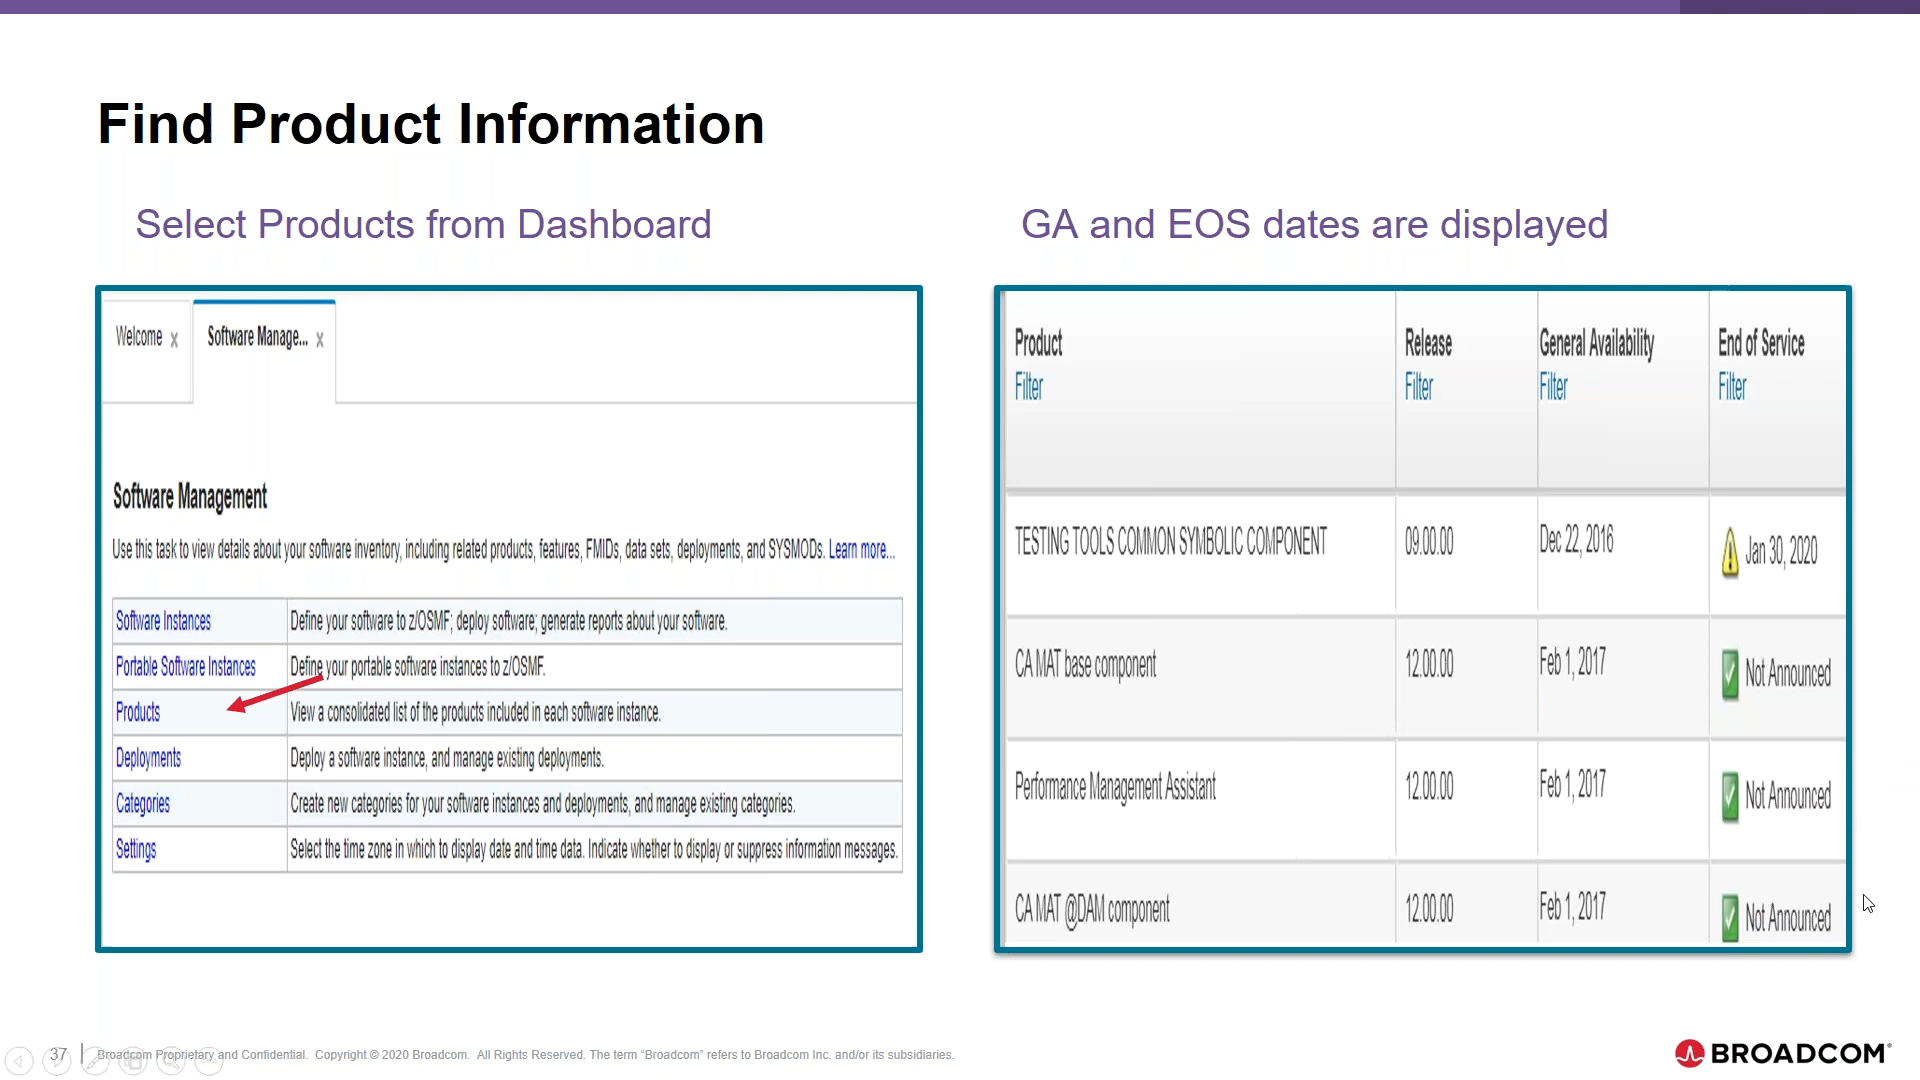 Find Product Information
Select Products from Dashboard
Welcome x
Software Manage... x
Software Management
Use this task to view details about your software inventory, including related products, features, FMIDs, data sets, deployments, and SYSMODs. Learn more...
Software Instances Define your software to z/OSMF; deploy software; generate reports about your software.
Portable Software Instances Define your portable software instances to z/OSMF.
Products View a consolidated list of the products included in each software instance.
Deployments Deploy a software instance, and manage existing deployments.
Categories Create new categories for your software instances and deployments, and manage existing categories.
Settings Select the time zone in which to display date and time data. Indicate whether to display or suppress information messages.
GA and EOS dates are displayed
Product Release General Availability End of Service
Filter Filter Filter Filter
TESTING TOOLS COMMON SYMBOLIC COMPONENT 09.00.00 Dec 22, 2016 Jan 30, 2020
CA MAT base component 12.00.00 Feb 1, 2017 Not Announced
Performance Management Assistant 12.00.00 Feb 1, 2017 Not Announced
CA MAT @DAM component 12.00.00 Feb 1, 2017 Not Announced
37 Broadcom Proprietary and Confidential. Copyright © 2020 Broadcom. All Rights Reserved. The term “Broadcom” refers to Broadcom Inc. and/or its subsidiaries.
BROADCOM®